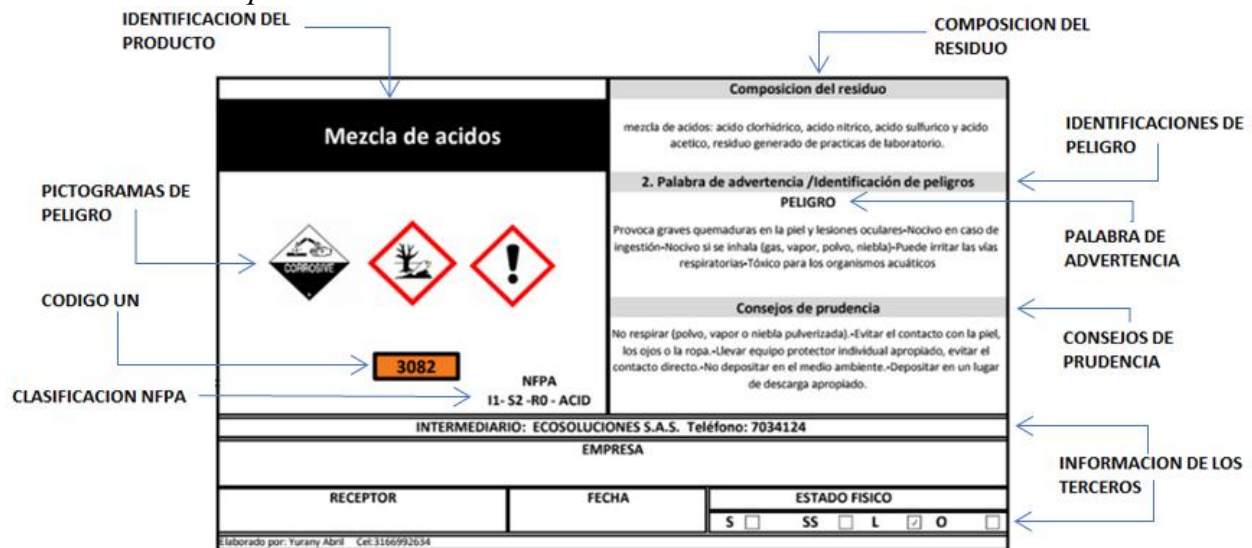 IDENTIFICACION DEL
PRODUCTO
COMPOSICION DEL
RESIDUO
Composicion del residuo
Mezcla de acidos
mezcla de acidos: acido clorhidrico, acido nitrico, acido sulfurico y acido
acetico, residuo generado de practicas de laboratorio.
IDENTIFICACIONES DE
PELIGRO
2. Palabra de advertencia /Identificación de peligros
PELIGRO
PICTOGRAMAS DE
PELIGRO
Provoca graves quemaduras en la piel y lesiones oculares-Nocivo en caso de
ingestión-Nocivo si se inhala (gas, vapor, polvo, niebla)-Puede irritar las vías
respiratorias-Tóxico para los organismos acuáticos
PALABRA DE
ADVERTENCIA
CORROSIVE
CODIGO UN
Consejos de prudencia
No respirar (polvo, vapor o niebla pulverizada).-Evitar el contacto con la piel,
los ojos o la ropa.-Llevar equipo protector individual apropiado, evitar el
contacto directo.-No depositar en el medio ambiente.-Depositar en un lugar
de descarga apropiado.
CONSEJOS DE
PRUDENCIA
3082
CLASIFICACION NFPA
NFPA
I1- S2 -R0 - ACID
INTERMEDIARIO: ECOSOLUCIONES S.A.S. Teléfono: 7034124
EMPRESA
INFORMACION DE LOS
TERCEROS
RECEPTOR
FECHA
ESTADO FISICO
S SS L O
Elaborado por: Yurany Abril Cel:3166992634